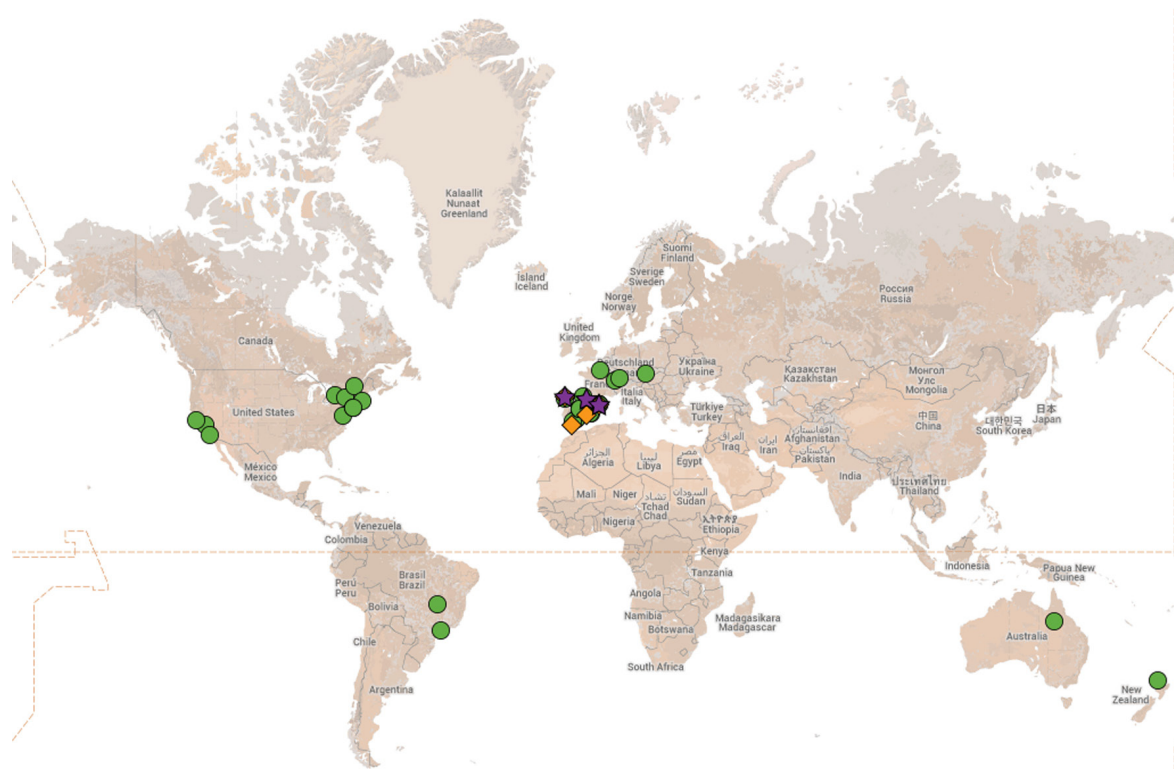 Kalaallit
Nunaat
Greenland
Ísland
Iceland
Suomi
Finland
Sverige
Sweden
Norge
Norway
Россия
Russia
United
Kingdom
Canada
Україна
Ukraine
Italia
Italy
Казахстан
Kazakhstan
Монгол
Улс
Mongolia
United States
Türkiye
Turkey
中国
China
대한민국
South Korea
日本
Japan
العراق
Iraq
ایران
Iran
افغانستان
Afghanistan
پاکستان
Pakistan
México
Mexico
الجزائر
Algeria
ليبيا
Libya
مصر
Egypt
India
ประเทศไทย
Thailand
Mali
Niger
تشاد
Tchad
Chad
السودان
Sudan
Nigeria
ኢትዮጵያ
Ethiopia
Venezuela
Colombia
Kenya
Tanzania
Indonesia
Papua New
Guinea
Perú
Peru
Brasil
Brazil
Bolivia
Angola
Namibia
Botswana
Madagasikara
Madagascar
Chile
Australia
South Africa
Argentina
New
Zealand